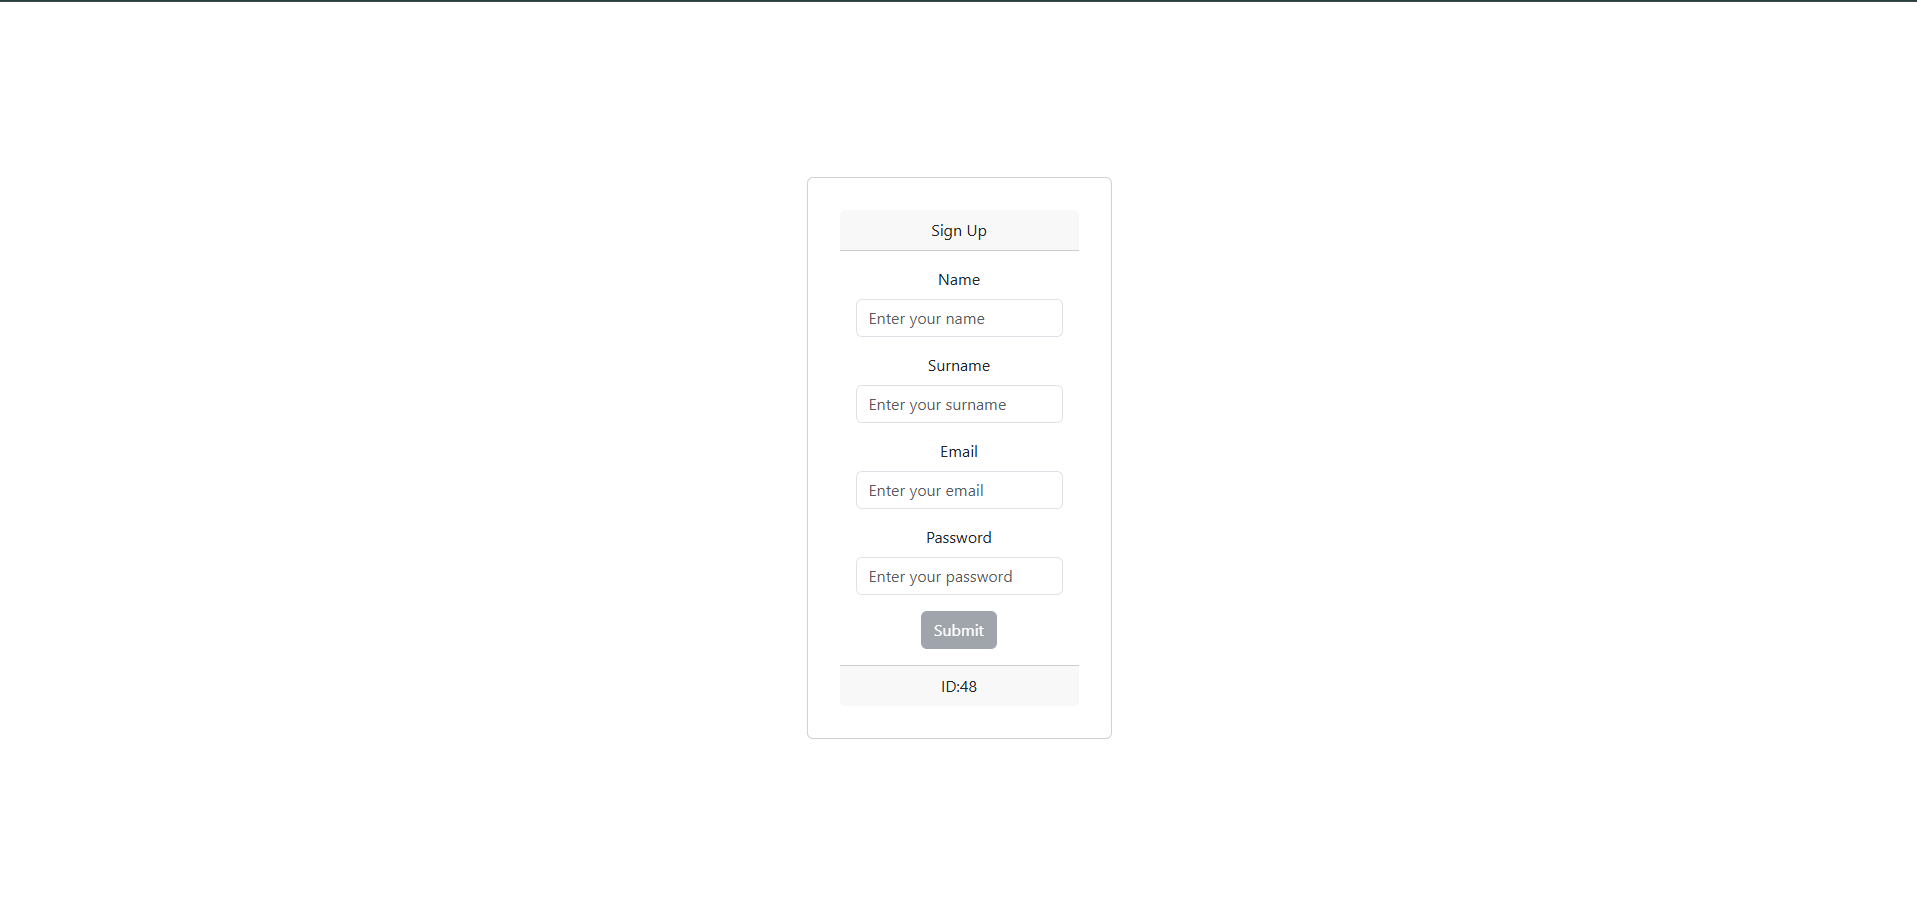 Sign Up
Name
Enter your name
Surname
Enter your surname
Email
Enter your email
Password
Enter your password
Submit
ID:48